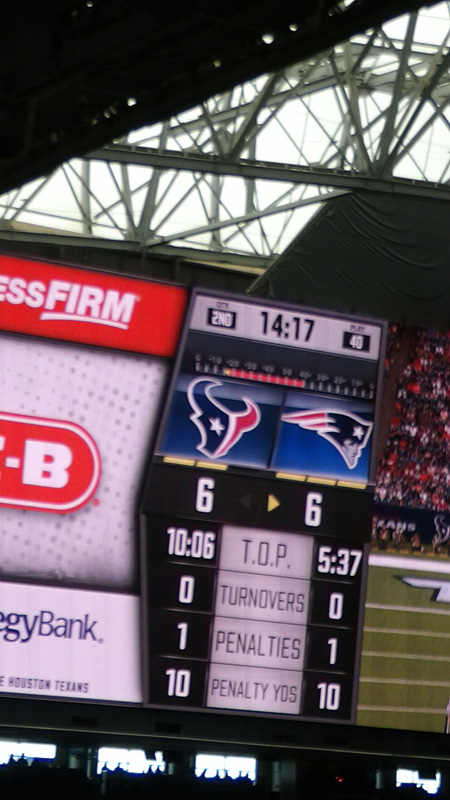 ESSFIRM
QTR
2ND
14:17
PLAY
40
-B
6 6
10:06 T.O.P. 5:37
0 TURNOVERS 0
1 PENALTIES 1
10 PENALTY YDS 10
egyBank
E HOUSTON TEXANS
XANS